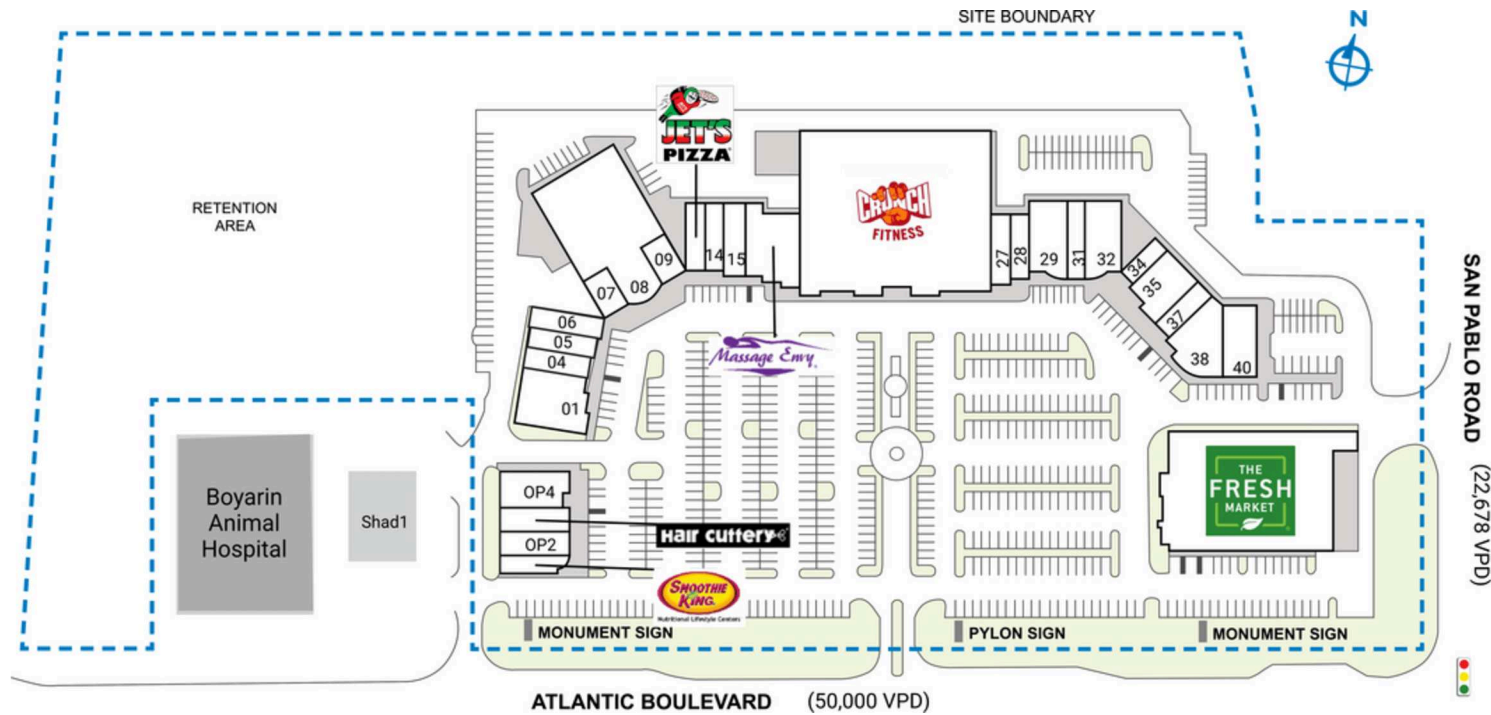 SITE BOUNDARY
N
JET'S
PIZZA
CRUNCH
FITNESS
RETENTION
AREA
09
08
07
14
15
27
28
29
31
32
34
35
37
38
40
06
05
04
01
Massage Envy
SAN PABLO ROAD (22,678 VPD)
Boyarin
Animal
Hospital
Shad1
OP4
OP2
Hair Cuttery
SMOOTHIE
KING
Nutritional Lifestyle Centers
THE
FRESH
MARKET
MONUMENT SIGN
PYLON SIGN
MONUMENT SIGN
ATLANTIC BOULEVARD (50,000 VPD)